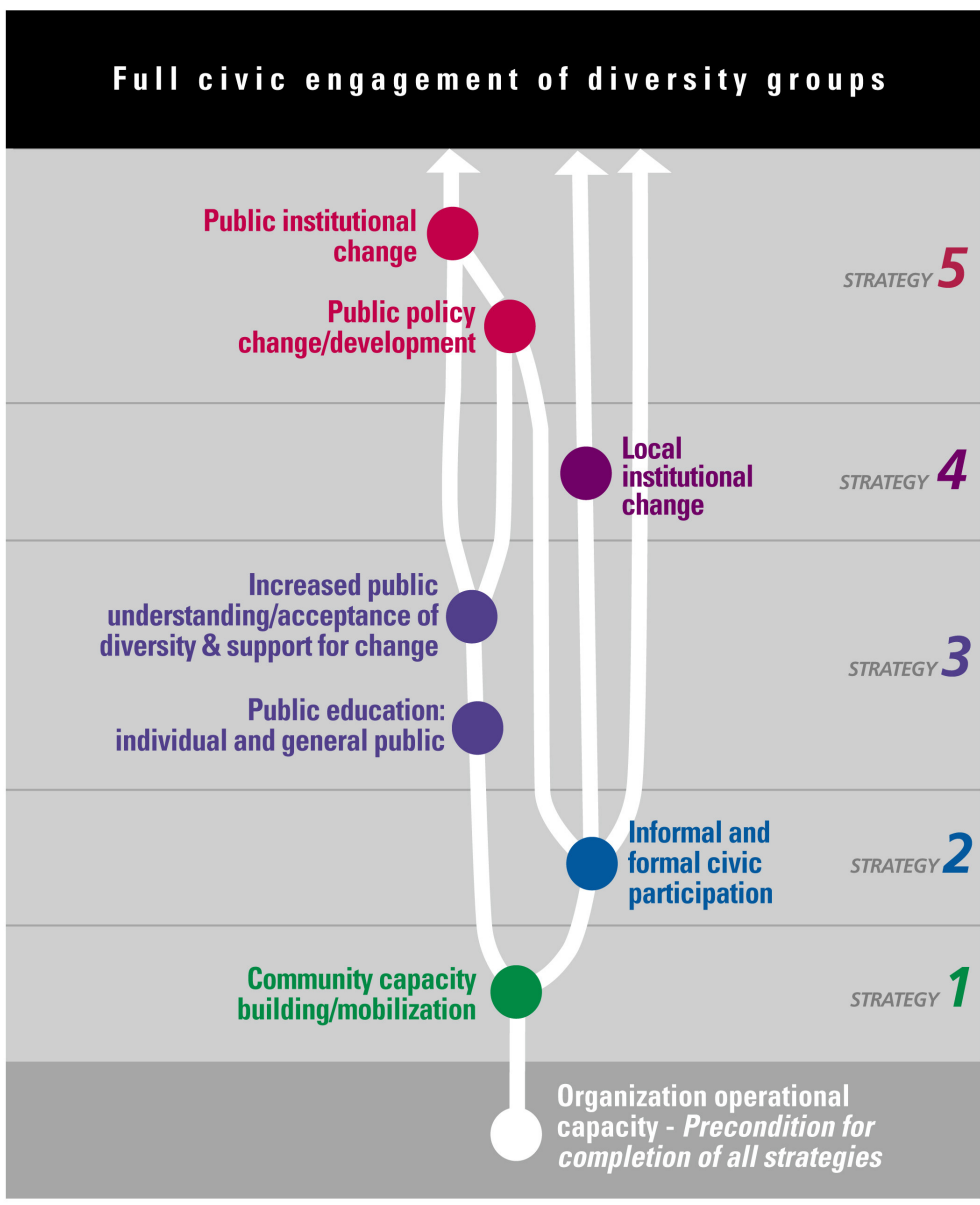 Full civic engagement of diversity groups
Public institutional
change
STRATEGY 5
Public policy
change/development
Local
institutional
change
STRATEGY 4
Increased public
understanding/acceptance of
diversity & support for change
STRATEGY 3
Public education:
individual and general public
Informal and
formal civic
participation
STRATEGY 2
Community capacity
building/mobilization
STRATEGY 1
Organization operational
capacity - Precondition for
completion of all strategies